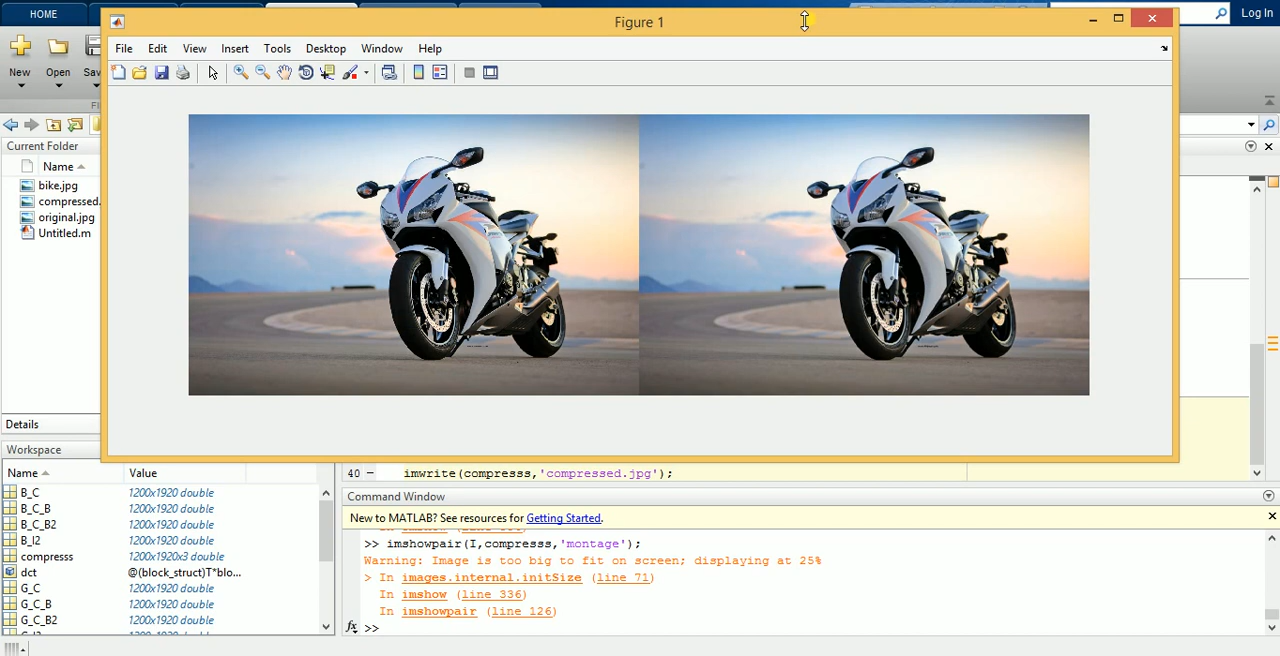 HOME
Log In
Figure 1
File Edit View Insert Tools Desktop Window Help
New Open
Current Folder
Name
bike.jpg
compressed.
original.jpg
Untitled.m
Details
Workspace
Name Value
B_C 1200x1920 double
B_C_B 1200x1920 double
B_C_B2 1200x1920 double
B_I2 1200x1920 double
compresss 1200x1920x3 double
dct @(block_struct)T*blo...
G_C 1200x1920 double
G_C_B 1200x1920 double
G_C_B2 1200x1920 double
40 – imwrite(compresss,'compressed.jpg');
Command Window
New to MATLAB? See resources for Getting Started.
>> imshowpair(I,compresss,'montage');
Warning: Image is too big to fit on screen; displaying at 25%
> In images.internal.initSize (line 71)
In imshow (line 336)
In imshowpair (line 126)
fx >>